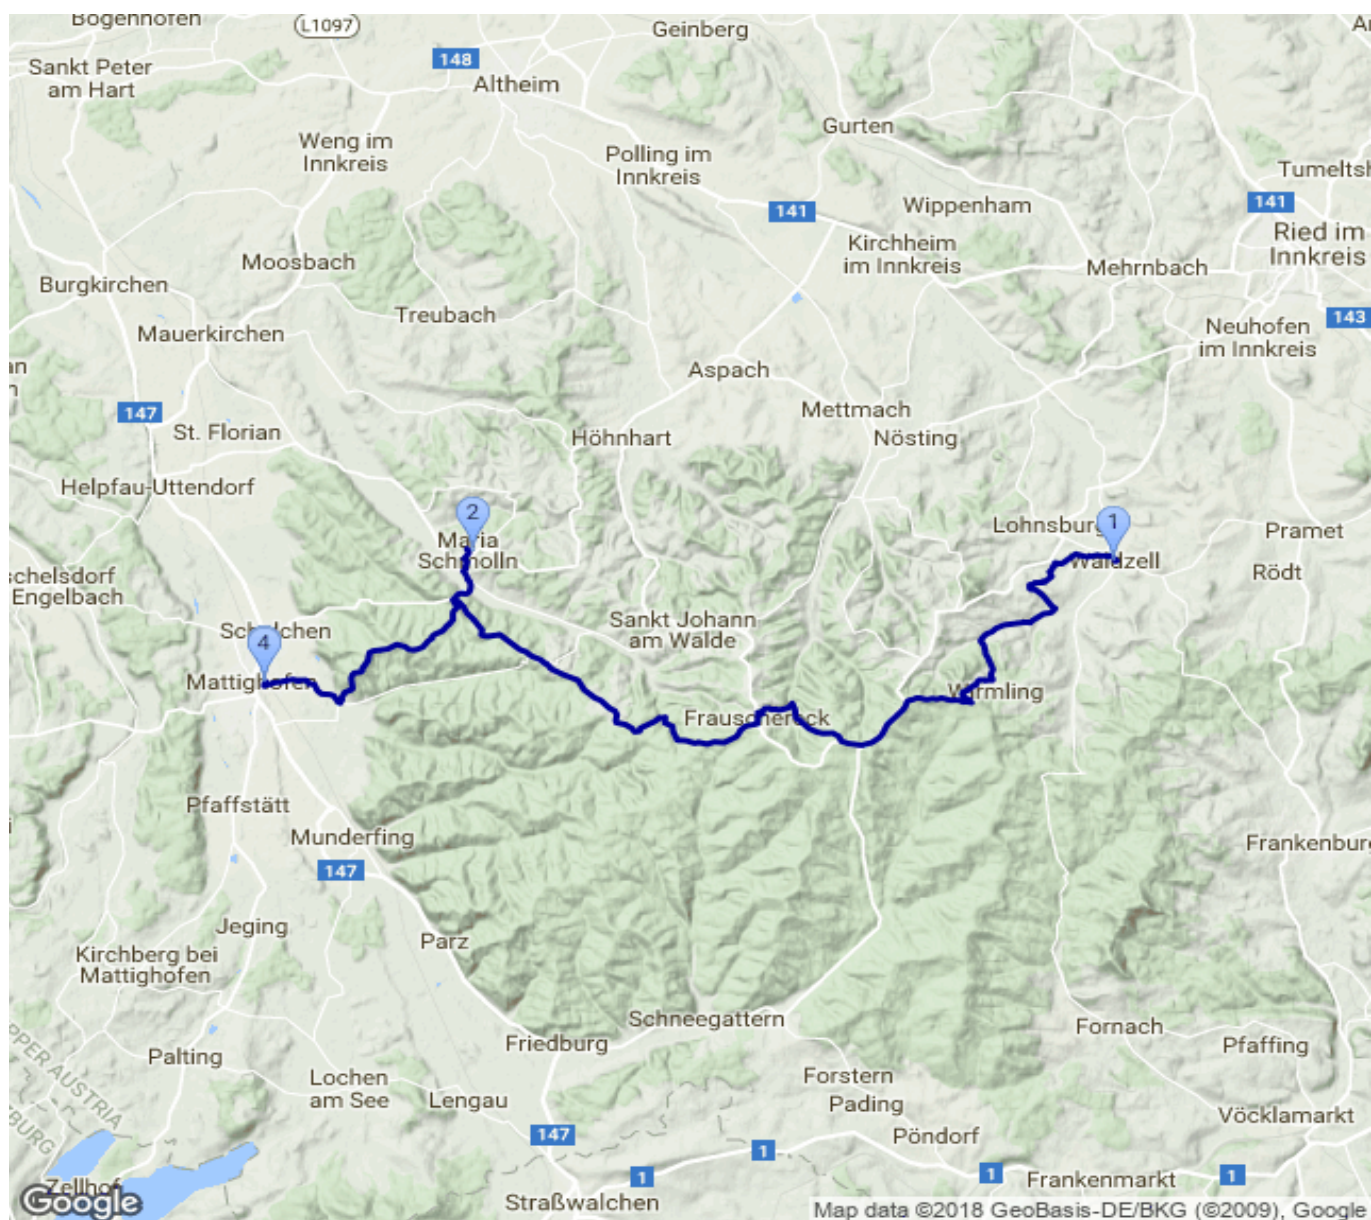 Bogenhofen
L1097
Geinberg
Sankt Peter
am Hart
148
Altheim
Weng im
Innkreis
Gurten
Polling im
Innkreis
141
Wippenham
141
Ried im
Innkreis
Moosbach
Kirchheim
im Innkreis
Mehrnbach
Burgkirchen
Treubach
143
Mauerkirchen
Neuhofen
im Innkreis
Aspach
147
Mettmach
St. Florian
Höhnhart
Nösting
Helpfau-Uttendorf
2
Maria
Schmolln
Lohnsburg
1
Waldzell
Pramet
Rödt
Engelbach
Sankt Johann
am Walde
4
Mattighofen
Frauschereck
Pfaffstätt
Munderfing
147
Frankenburg
Jeging
Parz
Kirchberg bei
Mattighofen
Schneegattern
Fornach
Friedburg
Pfaffing
Palting
Lochen
am See
Lengau
Forstern
Pading
Vöcklamarkt
147
Pöndorf
1
1
1
1
Frankenmarkt
Straßwalchen
Zellhof
Google
Map data ©2018 GeoBasis-DE/BKG (©2009), Google